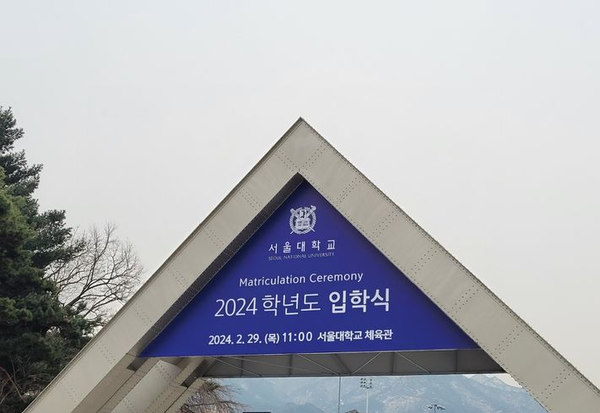 서울대학교
SEOUL NATIONAL UNIVERSITY
Matriculation Ceremony
2024 학년도 입학식
2024. 2. 29. (목) 11:00 서울대학교 체육관